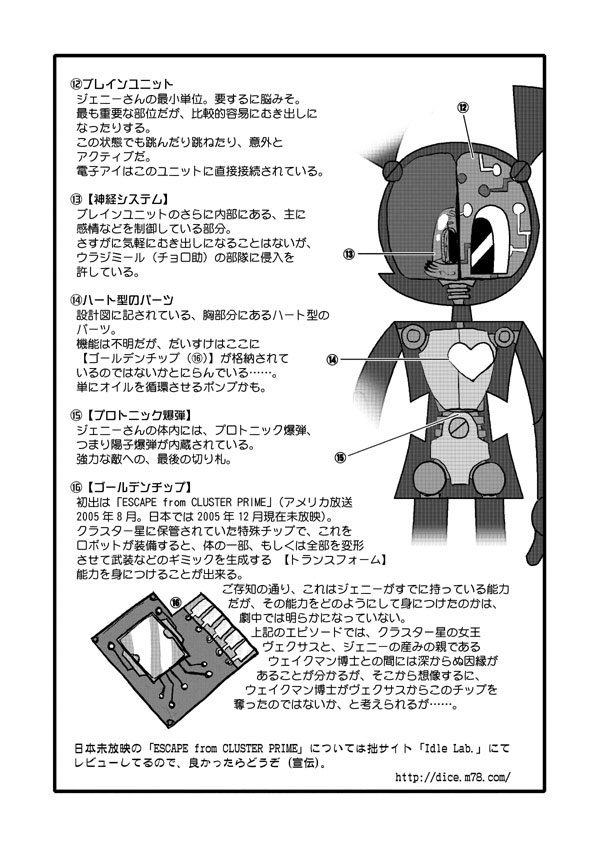 ⑫ブレインユニット
ジェニーさんの最小単位。要するに脳みそ。
最も重要な部位だが、比較的容易にむき出しに
なったりする。
この状態でも跳んだり跳ねたり、意外と
アクティブだ。
電子アイはこのユニットに直接接続されている。
⑬【神経システム】
ブレインユニットのさらに内部にある、主に
感情などを制御している部分。
さすがに気軽にむき出しになることはないが、
ウラジミール（チョロ助）の部隊に侵入を
許している。
⑭ハート型のパーツ
設計図に記されている、胸部分にあるハート型の
パーツ。
機能は不明だが、だいすけはここに
【ゴールデンチップ（⑯）】が格納されて
いるのではないかとにらんでいる……。
単にオイルを循環させるポンプかも。
⑮【プロトニック爆弾】
ジェニーさんの体内には、プロトニック爆弾、
つまり陽子爆弾が内蔵されている。
強力な敵への、最後の切り札。
⑯【ゴールデンチップ】
初出は「ESCAPE from CLUSTER PRIME」（アメリカ放送
2005年8月。日本では2005年12月現在未放映）。
クラスター星に保管されていた特殊チップで、これを
ロボットが装備すると、体の一部、もしくは全部を変形
させて武装などのギミックを生成する 【トランスフォーム】
能力を身につけることが出来る。
ご存知の通り、これはジェニーがすでに持っている能力
だが、その能力をどのようにして身につけたのかは、
劇中では明らかになっていない。
上記のエピソードでは、クラスター星の女王
ヴェクサスと、ジェニーの産みの親である
ウェイクマン博士との間には深からぬ因縁が
あることが分かるが、そこから想像するに、
ウェイクマン博士がヴェクサスからこのチップを
奪ったのではないか、と考えられるが……。
⑫
⑬
⑭
⑮
⑯
日本未放映の「ESCAPE from CLUSTER PRIME」については拙サイト「Idle Lab.」にて
レビューしてるので、良かったらどうぞ（宣伝）。
http://dice.m78.com/